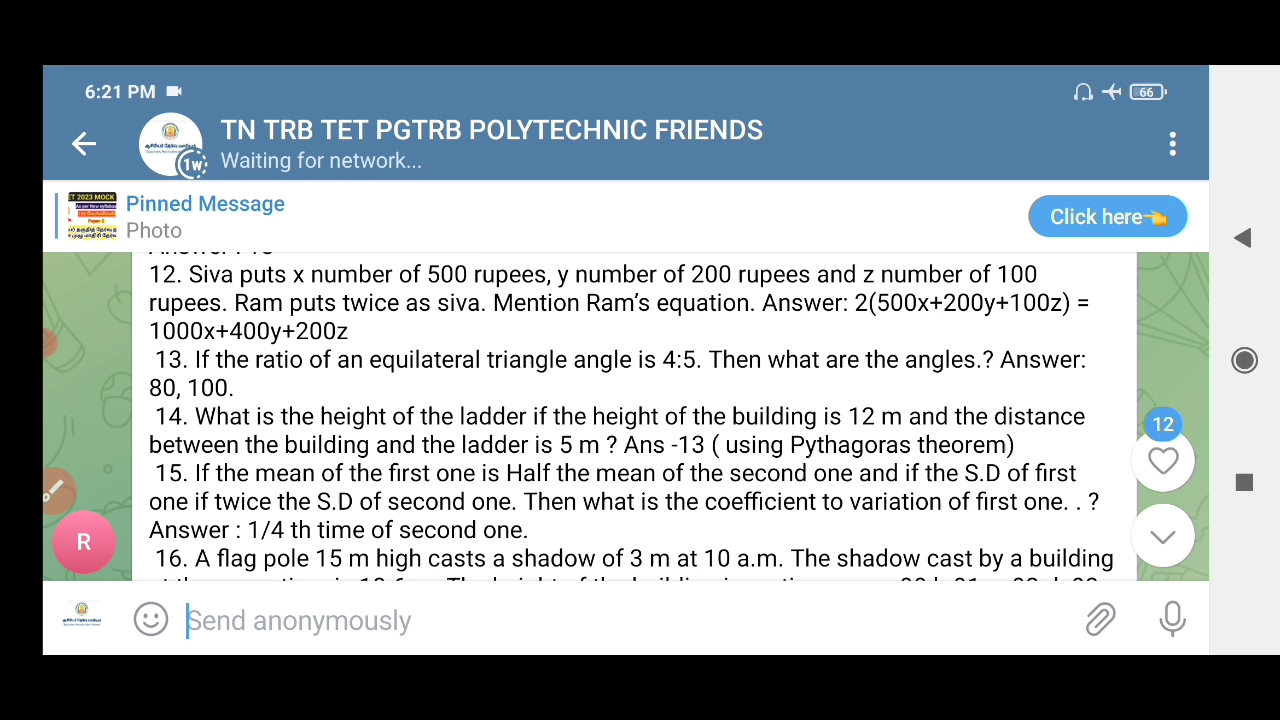 6:21 PM
66
TN TRB TET PGTRB POLYTECHNIC FRIENDS
1w
Waiting for network...
Pinned Message
Photo
Click here
12. Siva puts x number of 500 rupees, y number of 200 rupees and z number of 100
rupees. Ram puts twice as siva. Mention Ram's equation. Answer: 2(500x+200y+100z) =
1000x+400y+200z
13. If the ratio of an equilateral triangle angle is 4:5. Then what are the angles.? Answer:
80, 100.
14. What is the height of the ladder if the height of the building is 12 m and the distance
between the building and the ladder is 5 m ? Ans -13 ( using Pythagoras theorem)
15. If the mean of the first one is Half the mean of the second one and if the S.D of first
one if twice the S.D of second one. Then what is the coefficient to variation of first one. . ?
Answer : 1/4 th time of second one.
16. A flag pole 15 m high casts a shadow of 3 m at 10 a.m. The shadow cast by a building
12
R
Send anonymously